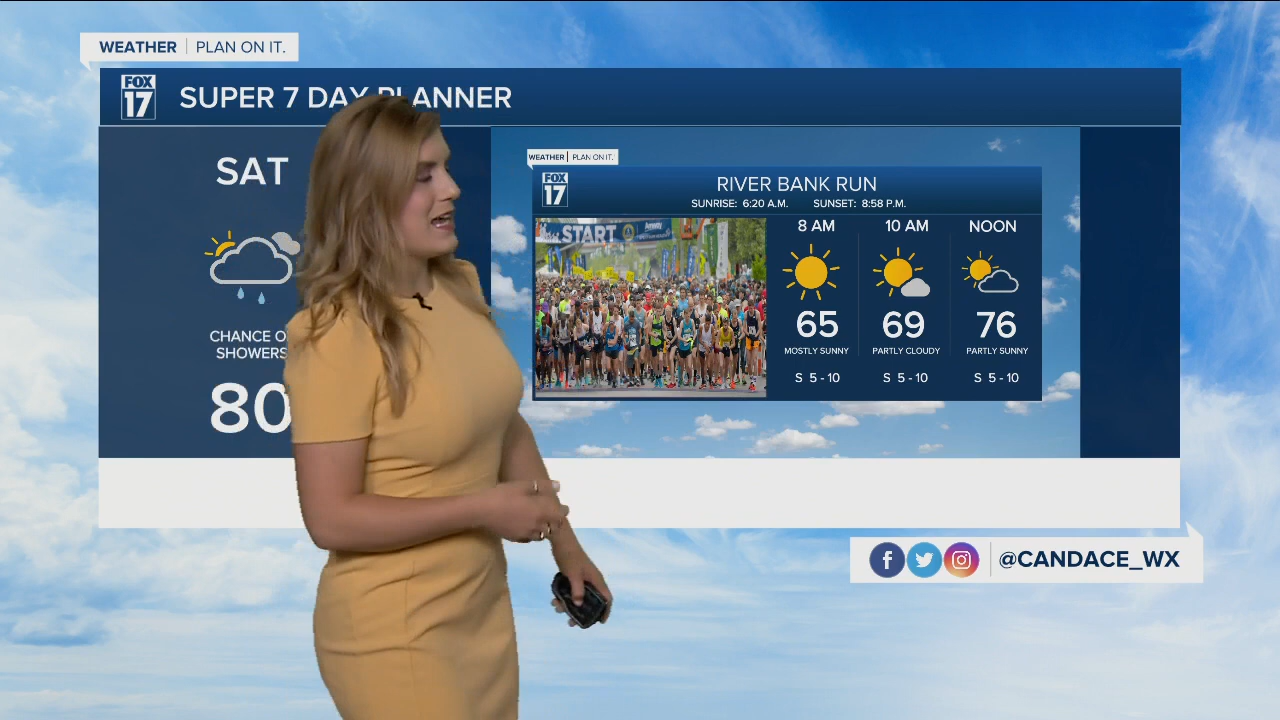 WEATHER | PLAN ON IT.
FOX 17
SUPER 7 DAY PLANNER
SAT
CHANCE O
SHOWERS
80
WEATHER | PLAN ON IT.
FOX 17
RIVER BANK RUN
SUNRISE: 6:20 A.M. SUNSET: 8:58 P.M.
START
8 AM 10 AM NOON
65 69 76
MOSTLY SUNNY PARTLY CLOUDY PARTLY SUNNY
S 5 - 10 S 5 - 10 S 5 - 10
@CANDACE_WX